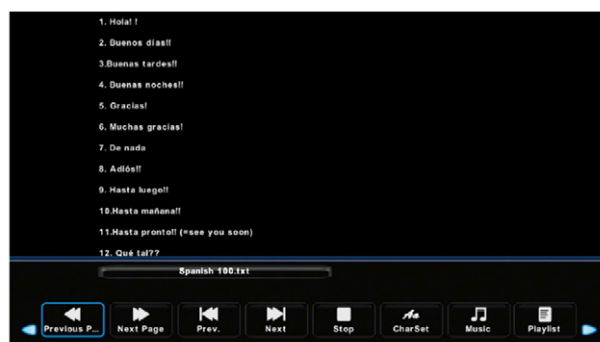 1. Hola! !
2. Buenos días!!
3.Buenas tardes!!
4. Buenas noches!!
5. Gracias!
6. Muchas gracias!
7. De nada
8. Adiós!!
9. Hasta luego!!
10.Hasta mañana!!
11.Hasta pronto!! (=see you soon)
12. Qué tal??
Spanish 100.txt
Previous P... Next Page Prev. Next Stop CharSet Music Playlist